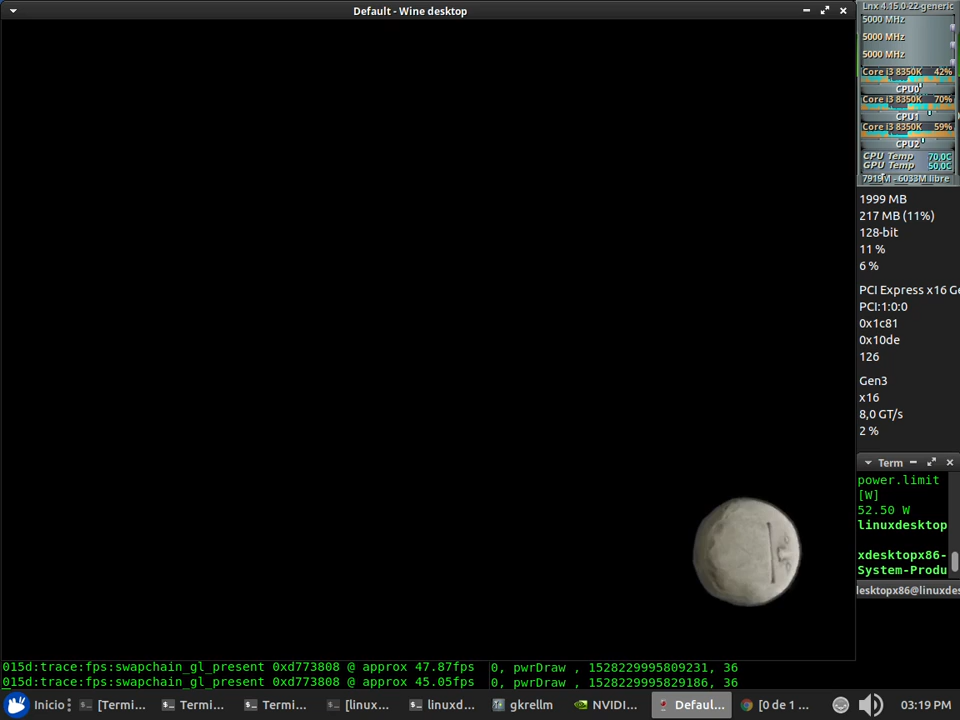 Default - Wine desktop
Lnx 4.15.0-22-generic
5000 MHz
5000 MHz
5000 MHz
Core i3 8350K 42%
CPU0
Core i3 8350K 70%
CPU1
Core i3 8350K 59%
CPU2
CPU Temp 70,0C
GPU Temp 50,0C
7919M - 6033M libre
1999 MB
217 MB (11%)
128-bit
11 %
6 %
PCI Express x16 Ge
PCI:1:0:0
0x1c81
0x10de
126
Gen3
x16
8,0 GT/s
2 %
Term
power.limit
[W]
52.50 W
linuxdesktop
xdesktopx86-
System-Produ
desktopx86@linuxdes
015d:trace:fps:swapchain_gl_present 0xd773808 @ approx 47.87fps
015d:trace:fps:swapchain_gl_present 0xd773808 @ approx 45.05fps
0, pwrDraw , 1528229995809231, 36
0, pwrDraw , 1528229995829186, 36
Inicio [Termi... Termi... Termi... [linux... linuxd... gkrellm NVIDI... Defaul... [0 de 1 ... 03:19 PM